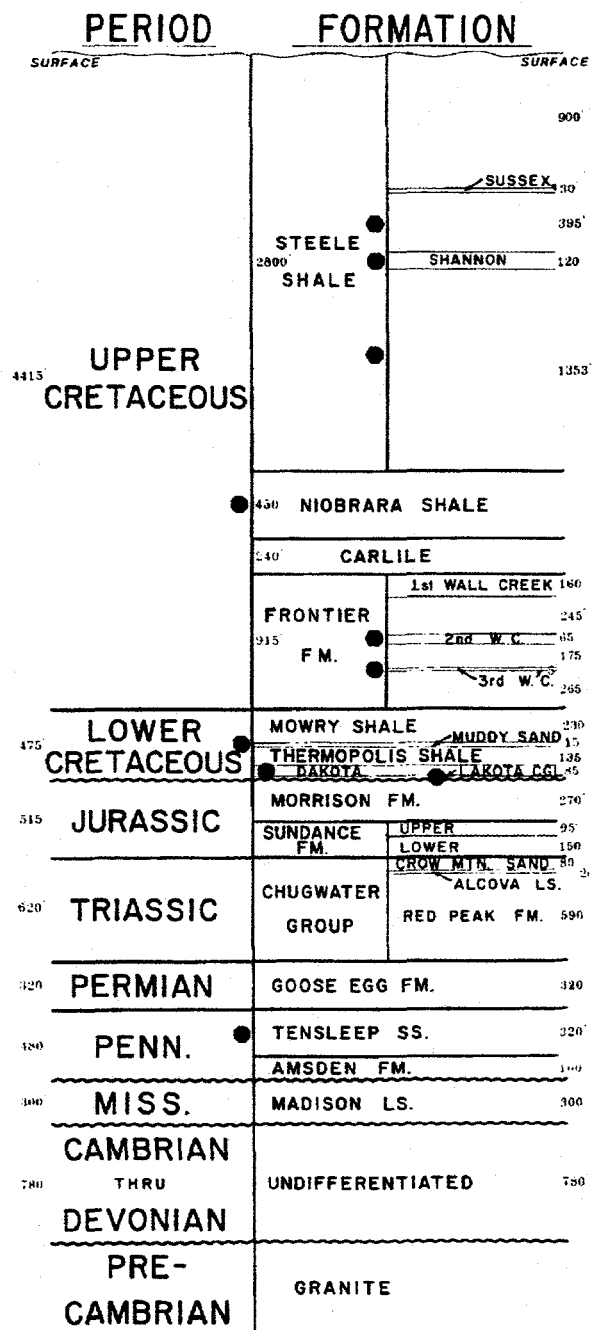 PERIOD FORMATION
SURFACE SURFACE
900'
SUSSEX 30'
395'
STEELE
2800' SHANNON 120
SHALE
UPPER
4415' 1353'
CRETACEOUS
450 NIOBRARA SHALE
240' CARLILE
1st WALL CREEK 160
FRONTIER 245'
915' 2nd W.C. 65
FM. 175
3rd W.C.
265'
LOWER MOWRY SHALE 230
475' MUDDY SAND 15
CRETACEOUS THERMOPOLIS SHALE 135
DAKOTA LAKOTA CGL 85
MORRISON FM. 270'
515' JURASSIC
SUNDANCE UPPER 95'
FM. LOWER 150
CROW MTN. SAND. 80
CHUGWATER ALCOVA LS.
620' TRIASSIC RED PEAK FM. 590
GROUP
320 PERMIAN GOOSE EGG FM. 320
TENSLEEP SS. 320'
480 PENN.
AMSDEN FM. 160
300' MISS. MADISON LS. 300
CAMBRIAN
780 THRU UNDIFFERENTIATED 780
DEVONIAN
PRE-
GRANITE
CAMBRIAN